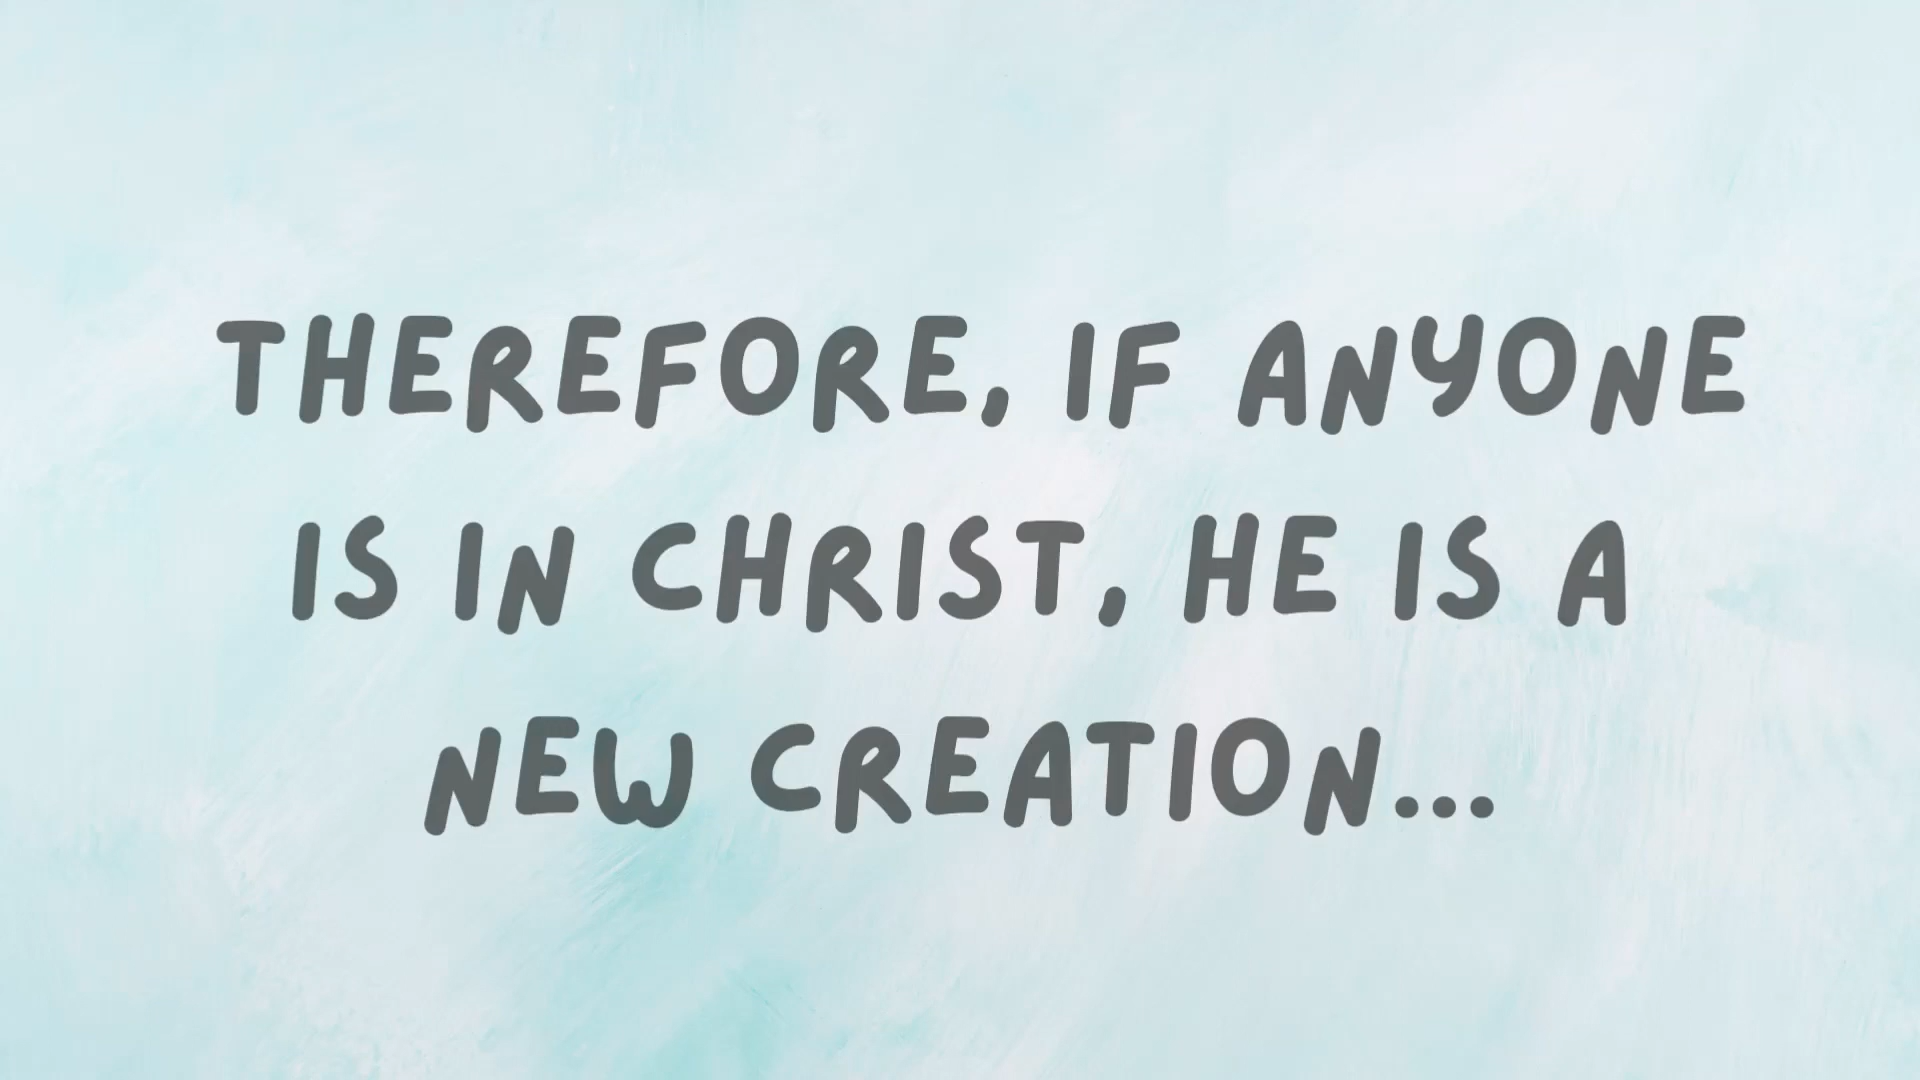 THEREFORE, IF ANYONE
IS IN CHRIST, HE IS A
NEW CREATION...